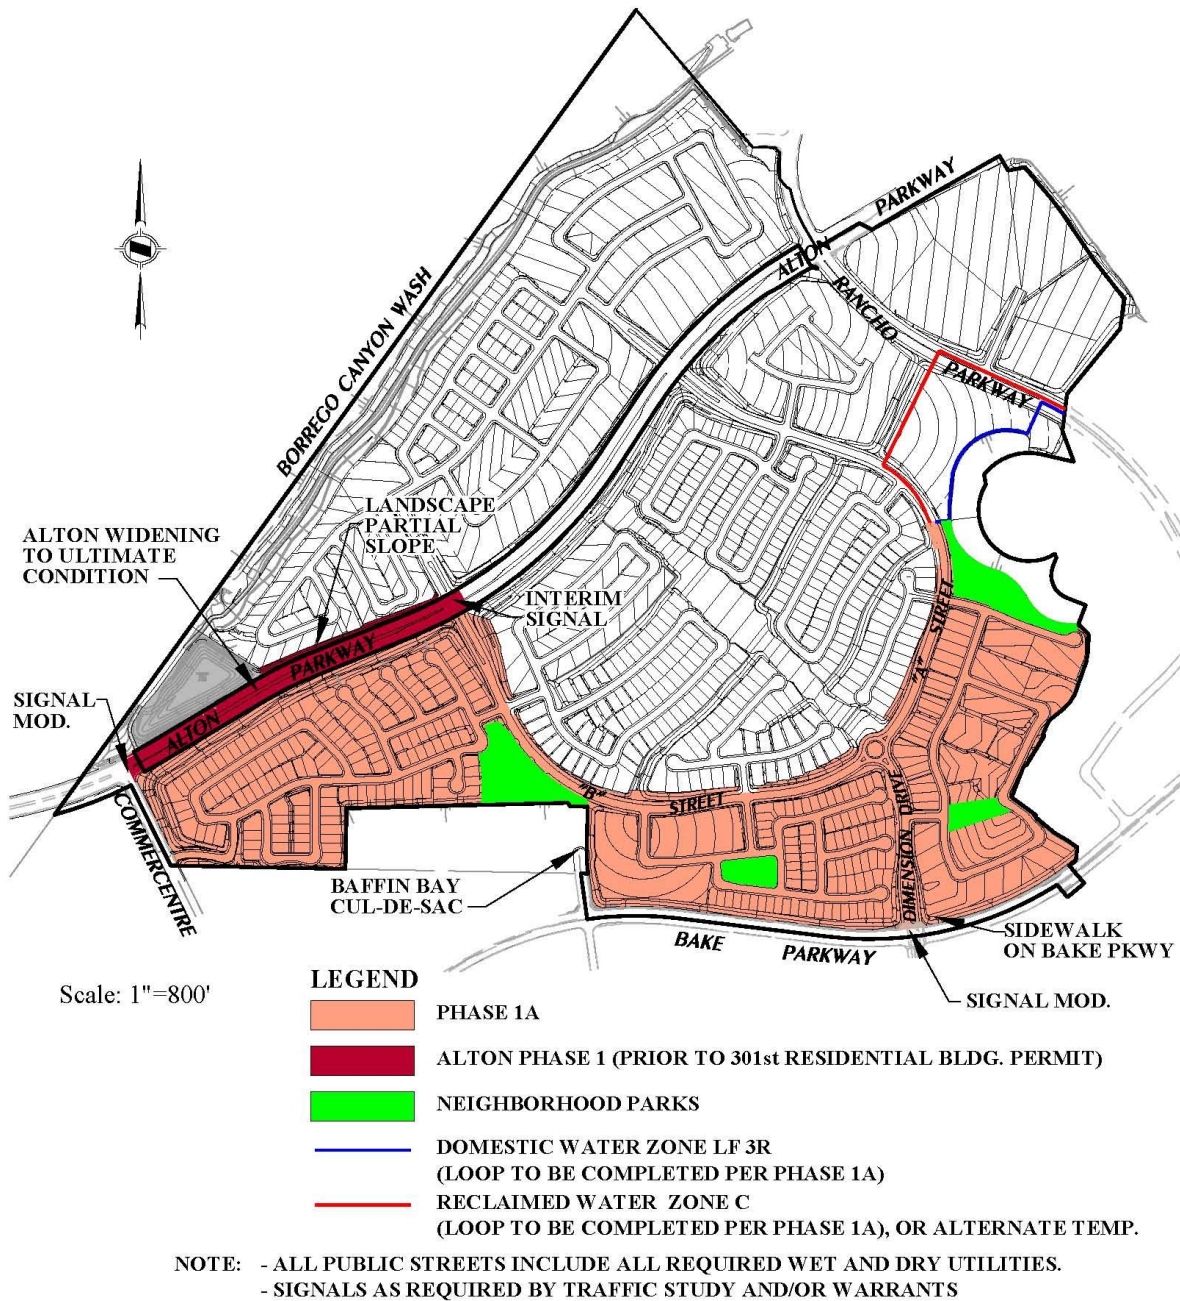 ALTON PARKWAY
RANCHO
PARKWAY
BORREGO CANYON WASH
LANDSCAPE
PARTIAL
SLOPE
ALTON WIDENING
TO ULTIMATE
CONDITION
INTERIM
SIGNAL
SIGNAL
MOD.
ALTON PARKWAY
"A" STREET
"B" STREET
DIMENSION DRIVE
COMMERCENTRE
BAFFIN BAY
CUL-DE-SAC
BAKE PARKWAY
SIDEWALK
ON BAKE PKWY
SIGNAL MOD.
Scale: 1"=800'
LEGEND
PHASE 1A
ALTON PHASE 1 (PRIOR TO 301st RESIDENTIAL BLDG. PERMIT)
NEIGHBORHOOD PARKS
DOMESTIC WATER ZONE LF 3R
(LOOP TO BE COMPLETED PER PHASE 1A)
RECLAIMED WATER ZONE C
(LOOP TO BE COMPLETED PER PHASE 1A), OR ALTERNATE TEMP.
NOTE: - ALL PUBLIC STREETS INCLUDE ALL REQUIRED WET AND DRY UTILITIES.
- SIGNALS AS REQUIRED BY TRAFFIC STUDY AND/OR WARRANTS